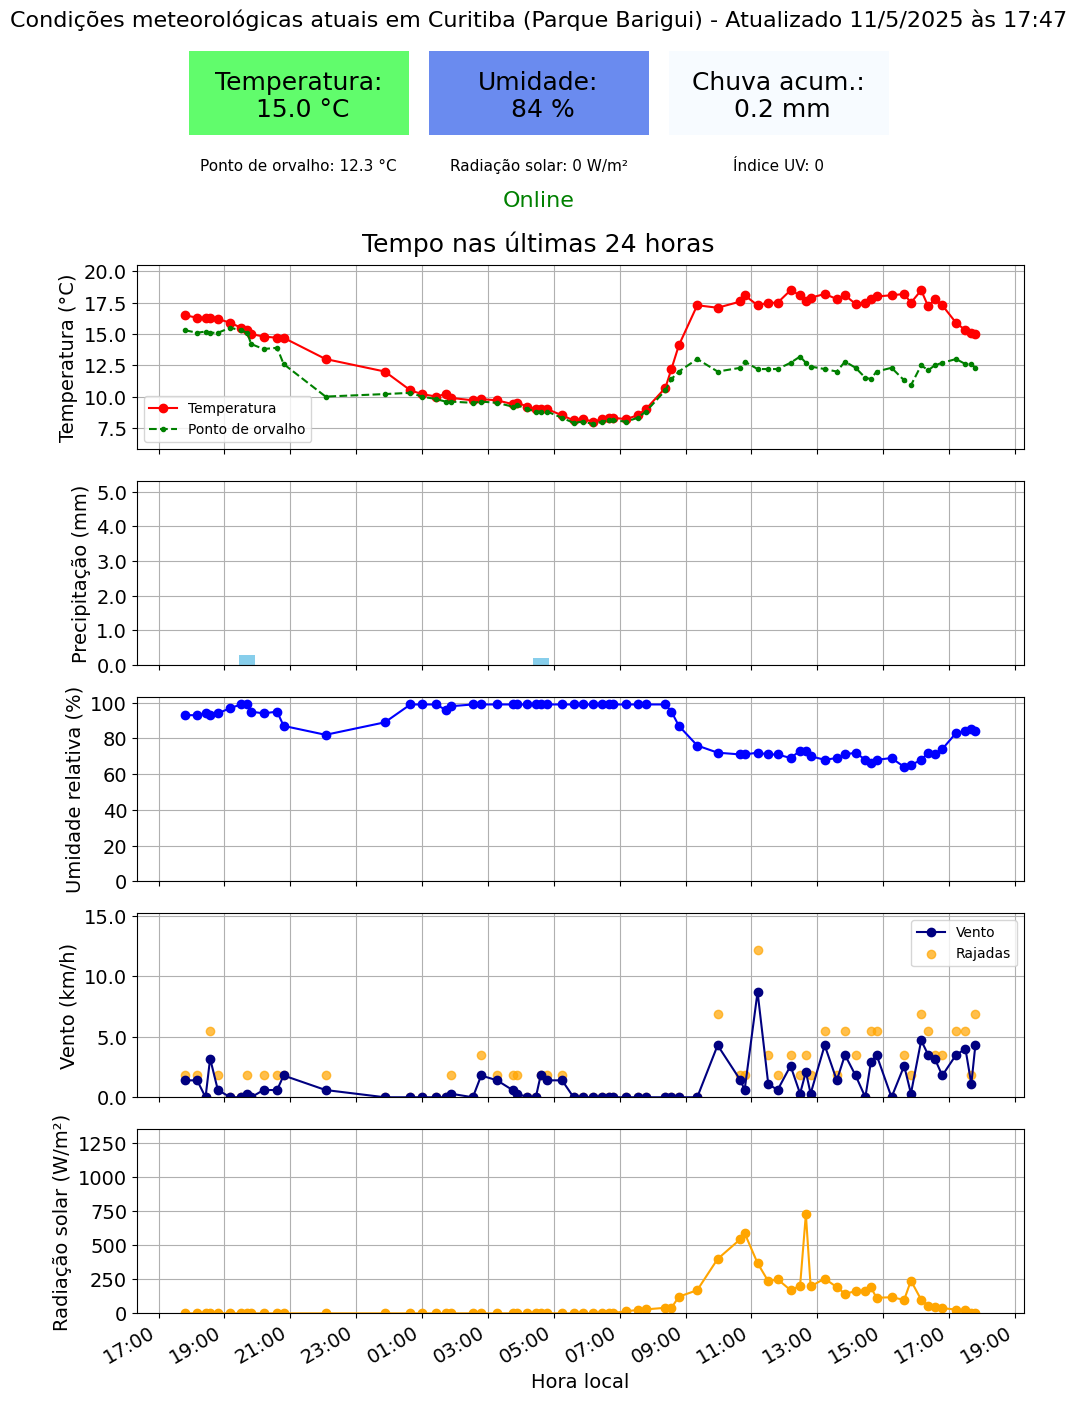 Condições meteorológicas atuais em Curitiba (Parque Barigui) - Atualizado 11/5/2025 às 17:47
Temperatura:
15.0 °C
Umidade:
84 %
Chuva acum.:
0.2 mm
Ponto de orvalho: 12.3 °C
Radiação solar: 0 W/m²
Índice UV: 0
Online
Tempo nas últimas 24 horas
Temperatura (°C)
20.0
17.5
15.0
12.5
10.0
7.5
Temperatura
Ponto de orvalho
Precipitação (mm)
5.0
4.0
3.0
2.0
1.0
0.0
Umidade relativa (%)
100
80
60
40
20
0
Vento (km/h)
15.0
10.0
5.0
0.0
Vento
Rajadas
Radiação solar (W/m²)
1250
1000
750
500
250
0
17:00
19:00
21:00
23:00
01:00
03:00
05:00
07:00
09:00
11:00
13:00
15:00
17:00
19:00
Hora local